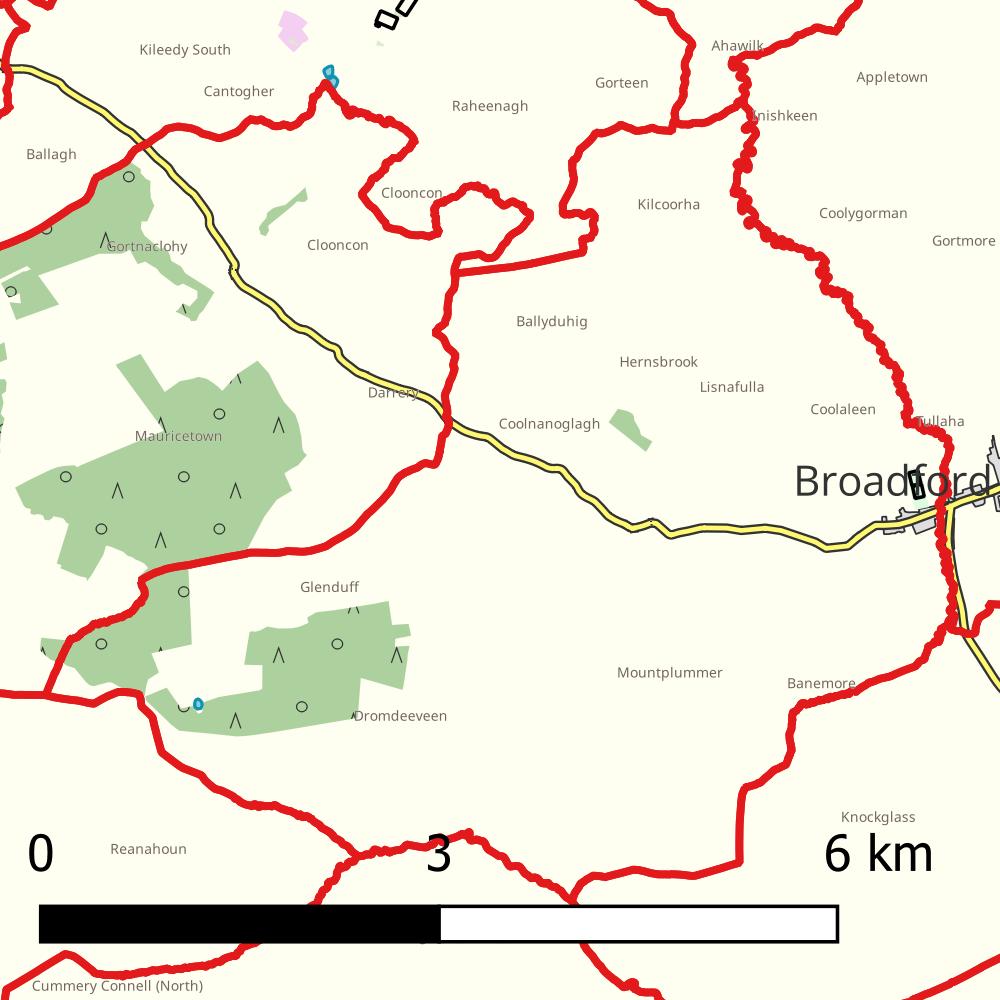 Ahawilk
Kileedy South
Appletown
Gorteen
Cantogher
Raheenagh
Inishkeen
Ballagh
Clooncon
Kilcoorha
Coolygorman
Gortmore
Gortnaclohy
Clooncon
Ballyduhig
Hernsbrook
Lisnafulla
Darrery
Coolaleen
Tullaha
Coolnanoglagh
Mauricetown
Broadford
Glenduff
Mountplummer
Banemore
Dromdeeveen
Knockglass
Reanahoun
0 3 6 km
Cummery Connell (North)